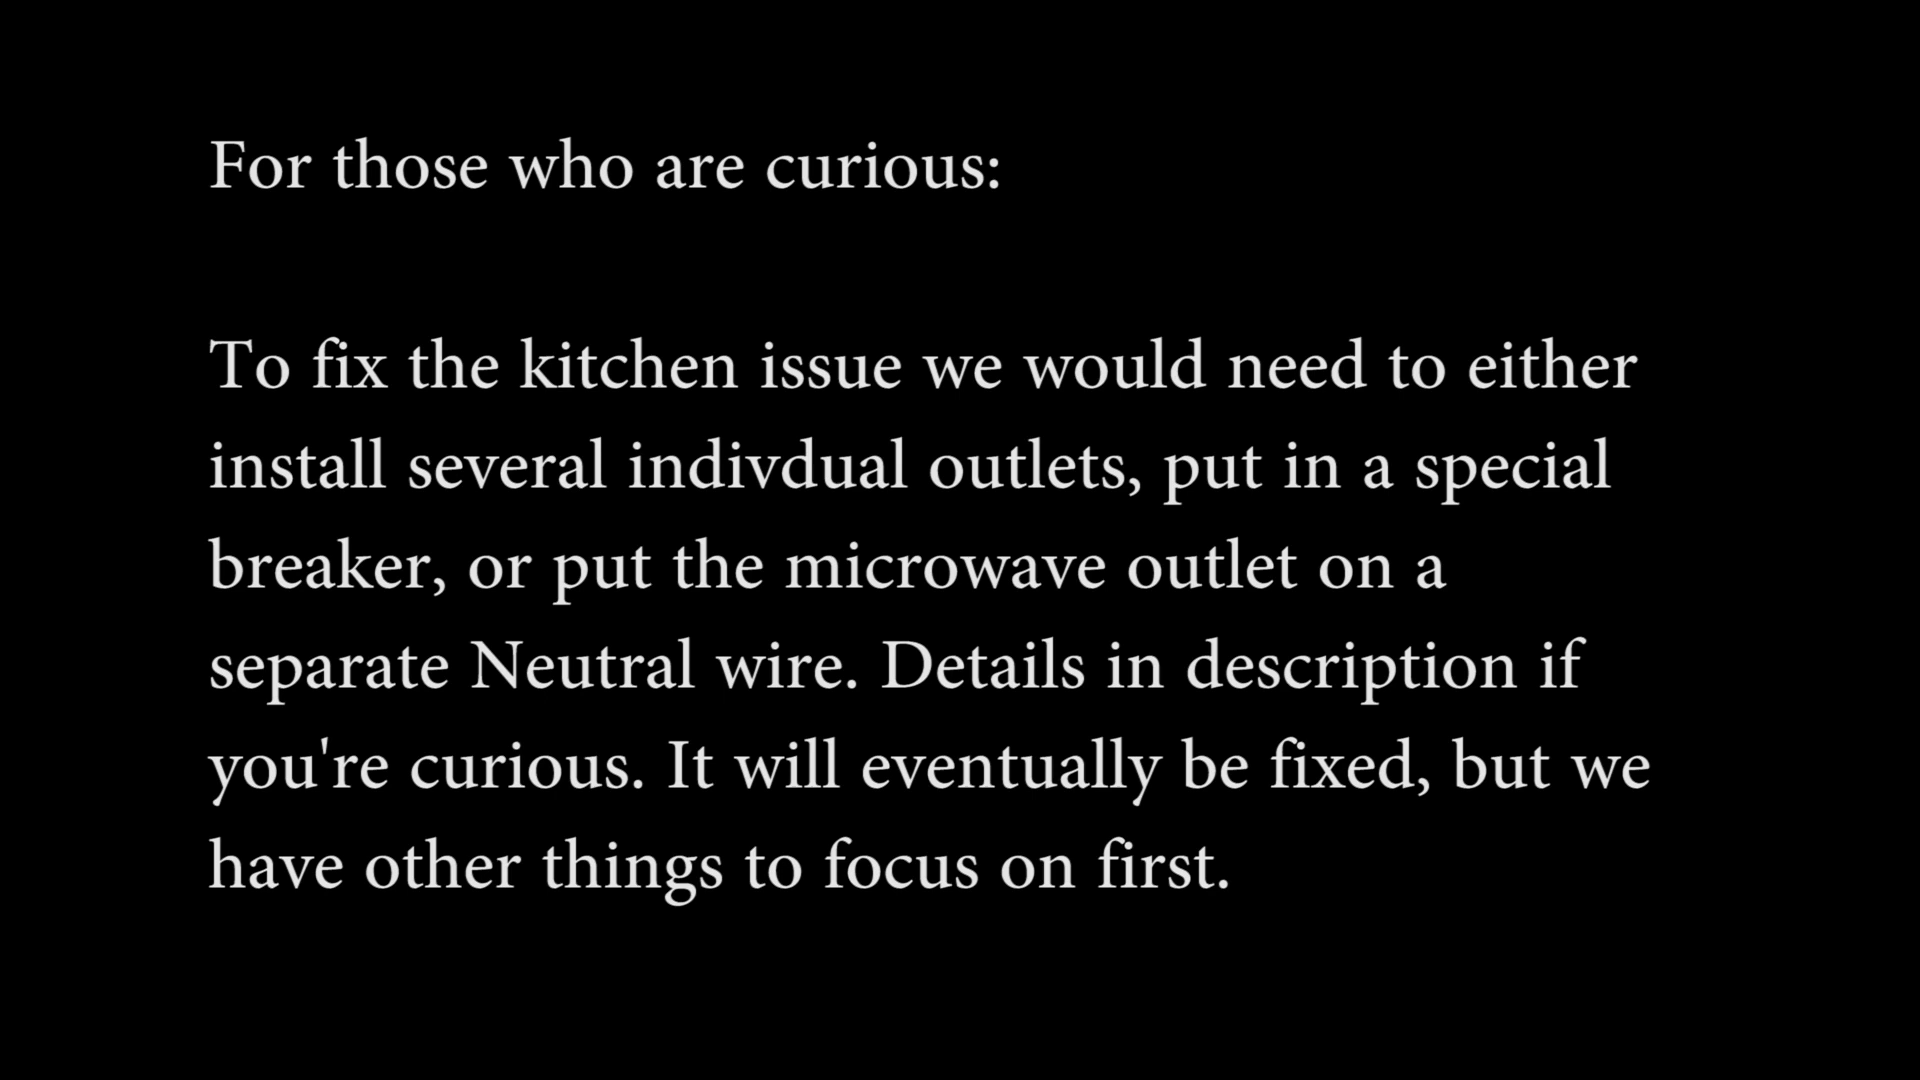 For those who are curious:
To fix the kitchen issue we would need to either
install several indivdual outlets, put in a special
breaker, or put the microwave outlet on a
separate Neutral wire. Details in description if
you're curious. It will eventually be fixed, but we
have other things to focus on first.